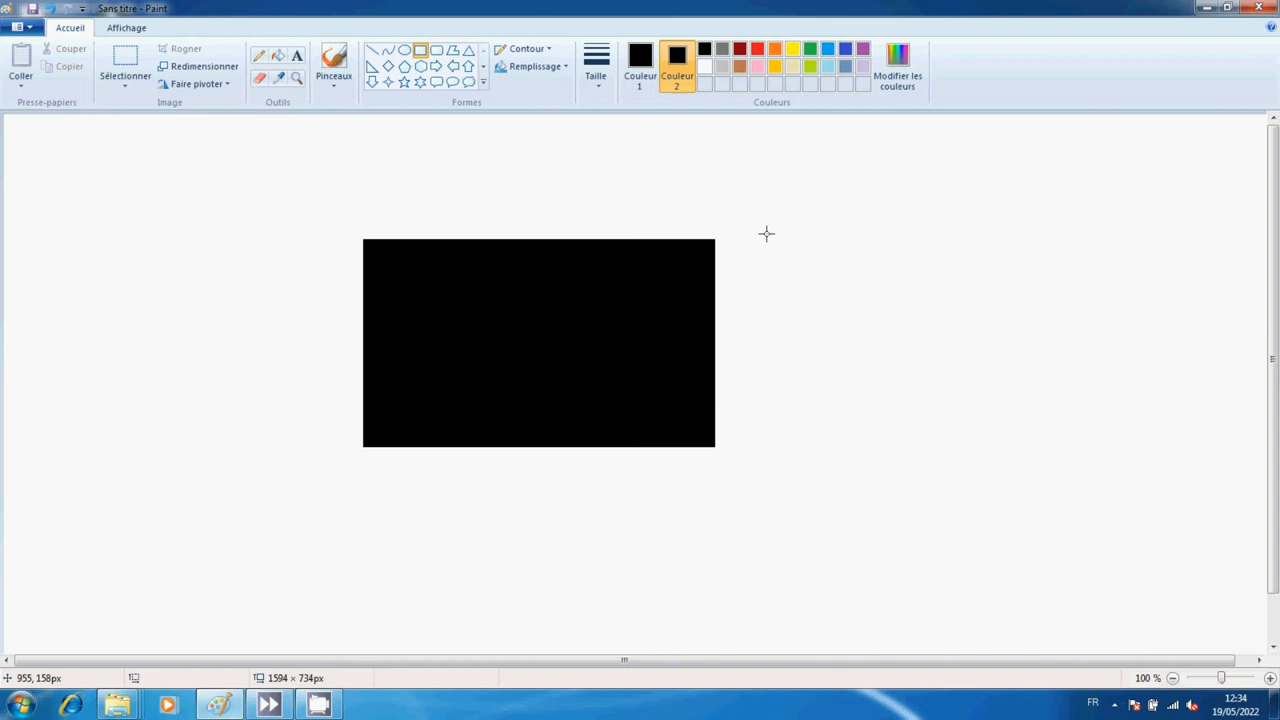 Sans titre - Paint
Accueil
Affichage
Coller
Couper
Copier
Presse-papiers
Sélectionner
Rogner
Redimensionner
Faire pivoter
Image
A
Outils
Pinceaux
Contour
Remplissage
Formes
Taille
Couleur
1
Couleur
2
Modifier les
couleurs
Couleurs
955, 158px
1594 × 734px
100 %
FR
12:34
19/05/2022